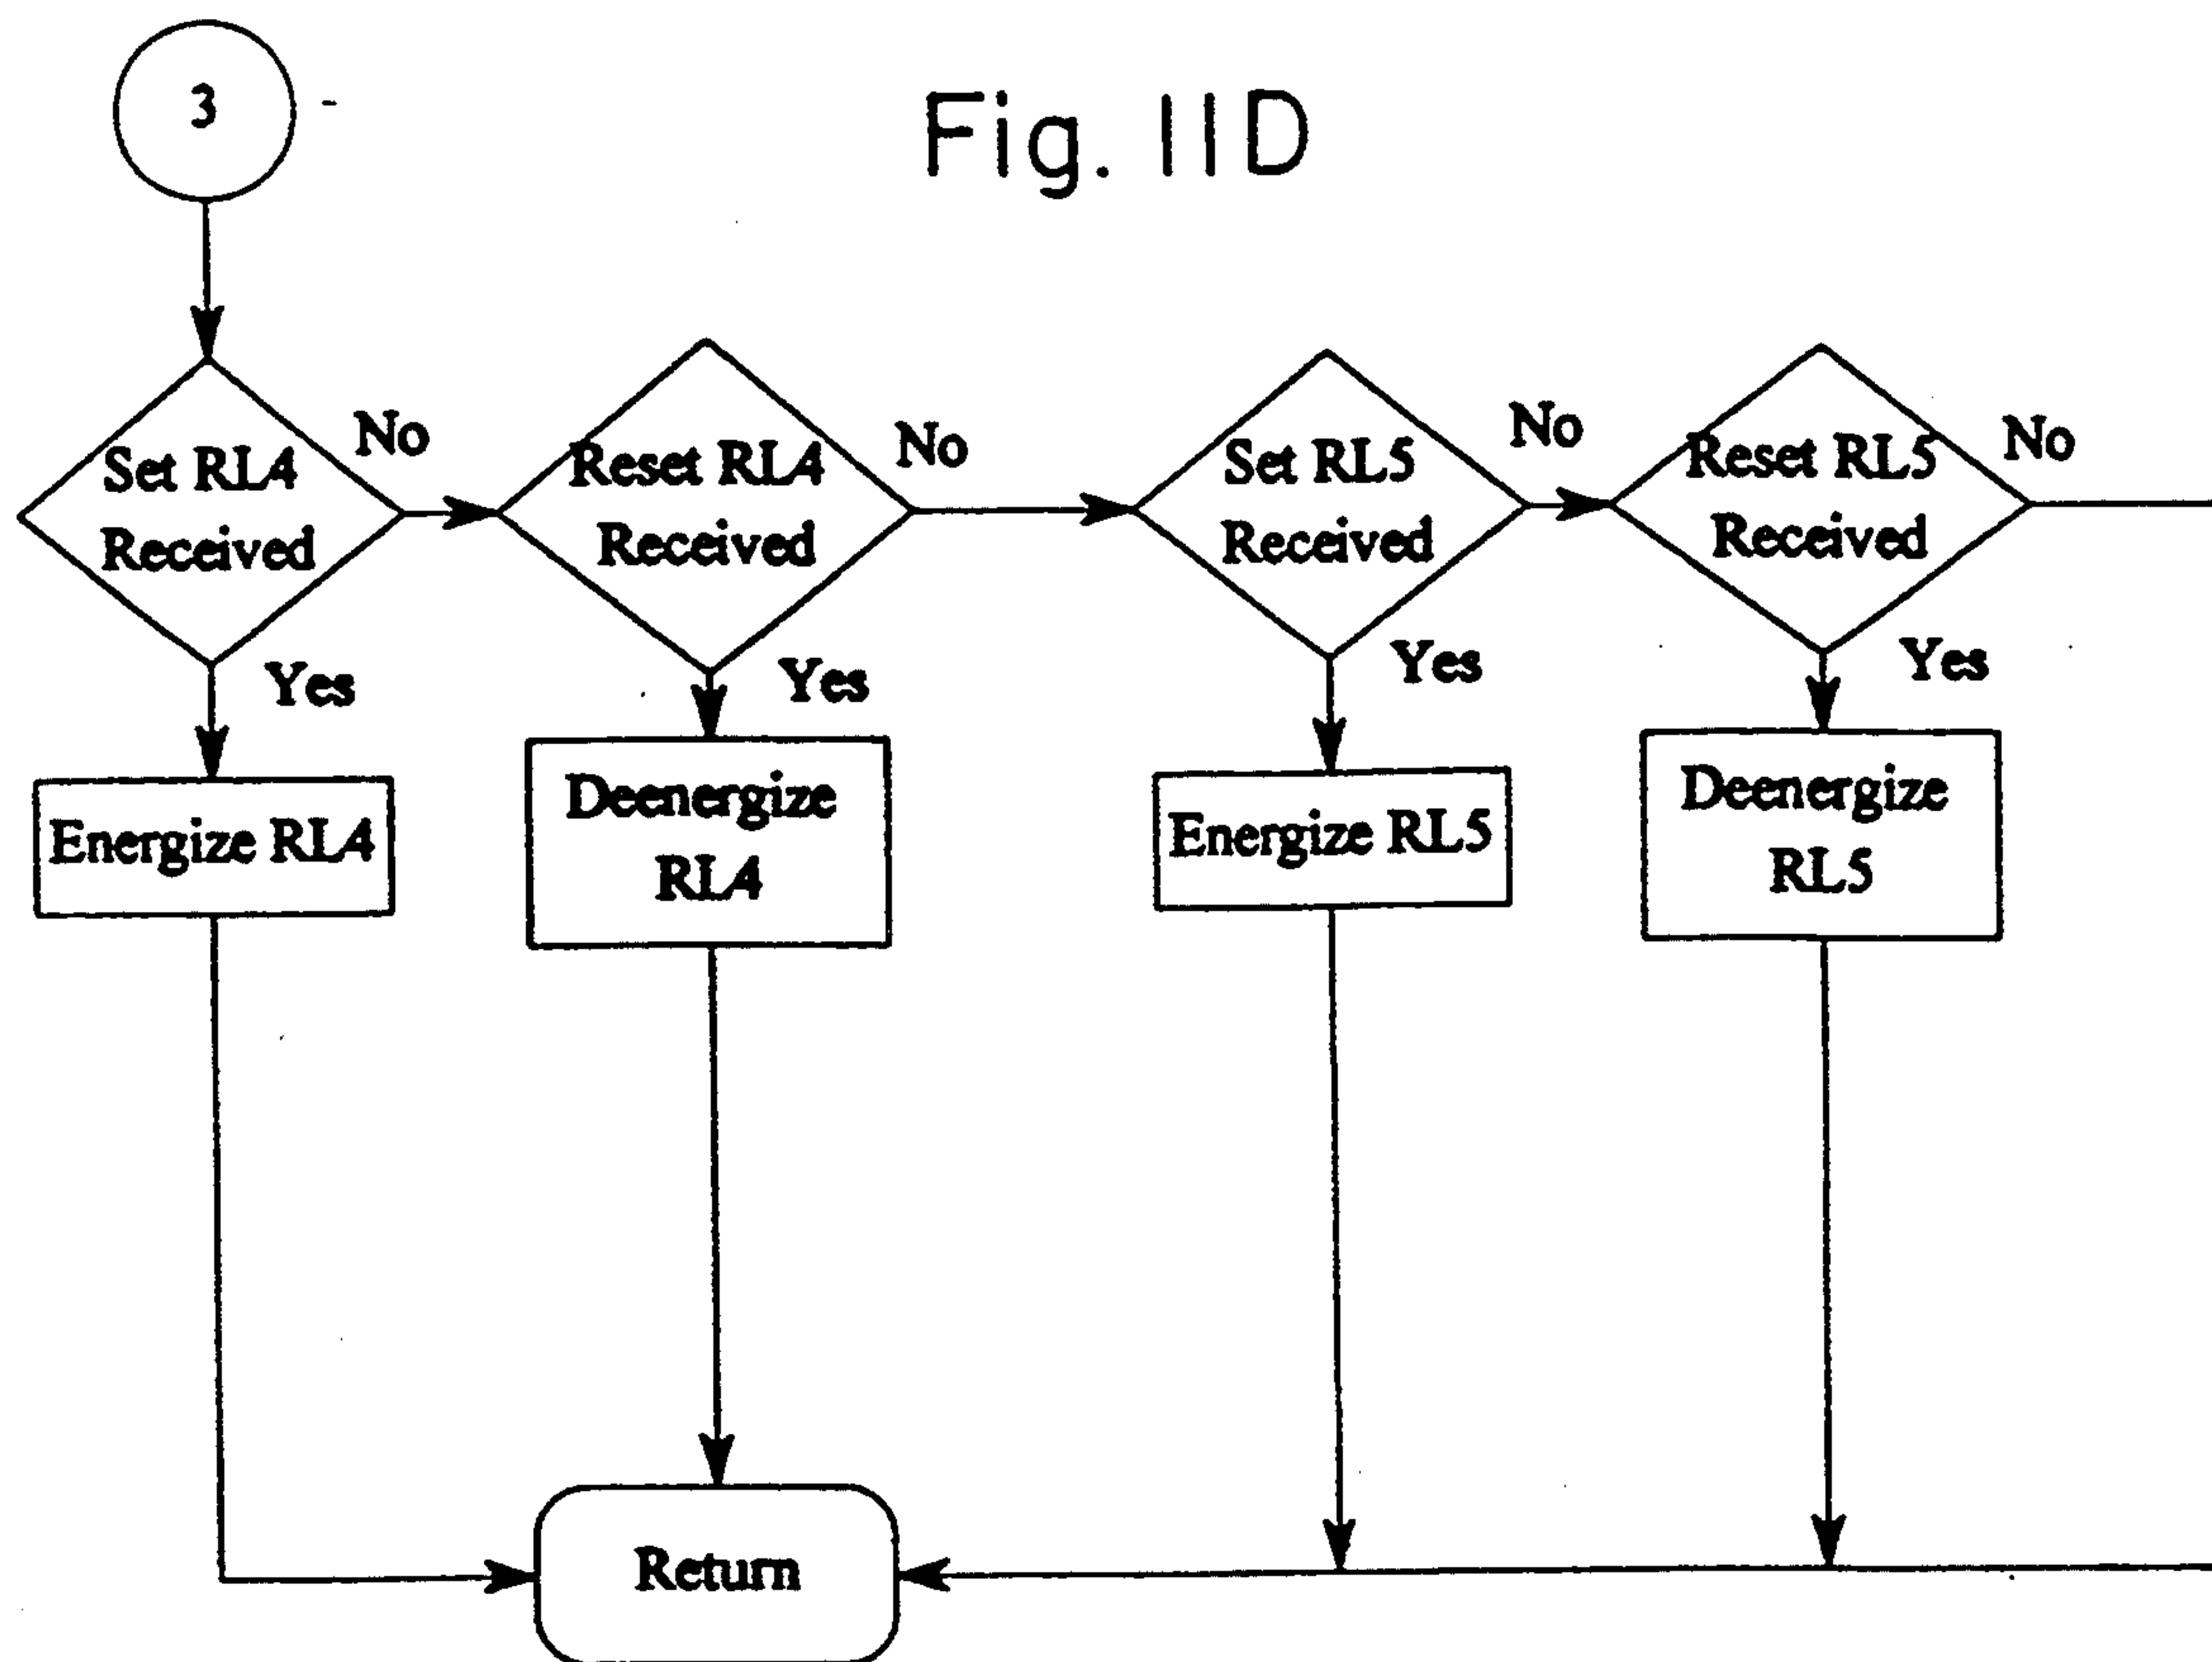 3
Fig. 11D
Set RL4
Received
No
Reset RL4
Received
No
Set RL5
Received
No
Reset RL5
Received
No
Yes
Yes
Yes
Yes
Energize RL4
Deenergize
RL4
Energize RL5
Deenergize
RL5
Return